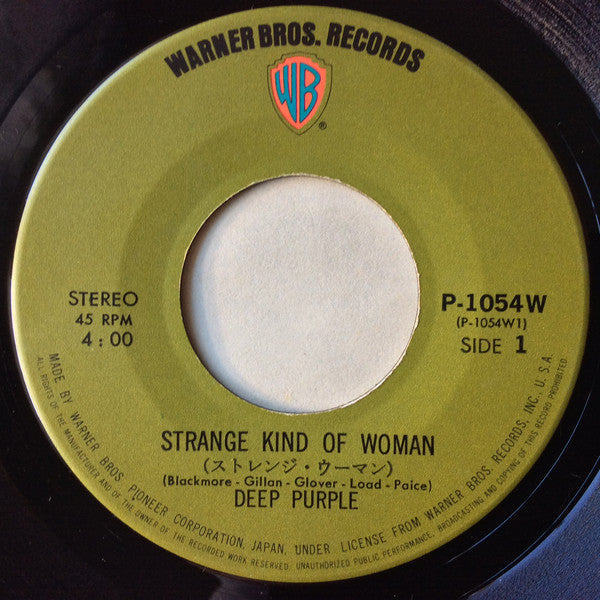 WARNER BROS. RECORDS
WB
®
STEREO
45 RPM
4:00
P-1054W
(P-1054W1)
SIDE 1
STRANGE KIND OF WOMAN
(ストレンジ・ウーマン)
(Blackmore - Gillan - Glover - Load - Paice)
DEEP PURPLE
MADE BY WARNER BROS. PIONEER CORPORATION, JAPAN, UNDER LICENSE FROM WARNER BROS. RECORDS, INC., U.S.A.
ALL RIGHTS OF THE MANUFACTURER AND OF THE OWNER OF THE RECORDED WORK RESERVED. UNAUTHORIZED PUBLIC PERFORMANCE, BROADCASTING AND COPYING OF THIS RECORD PROHIBITED.